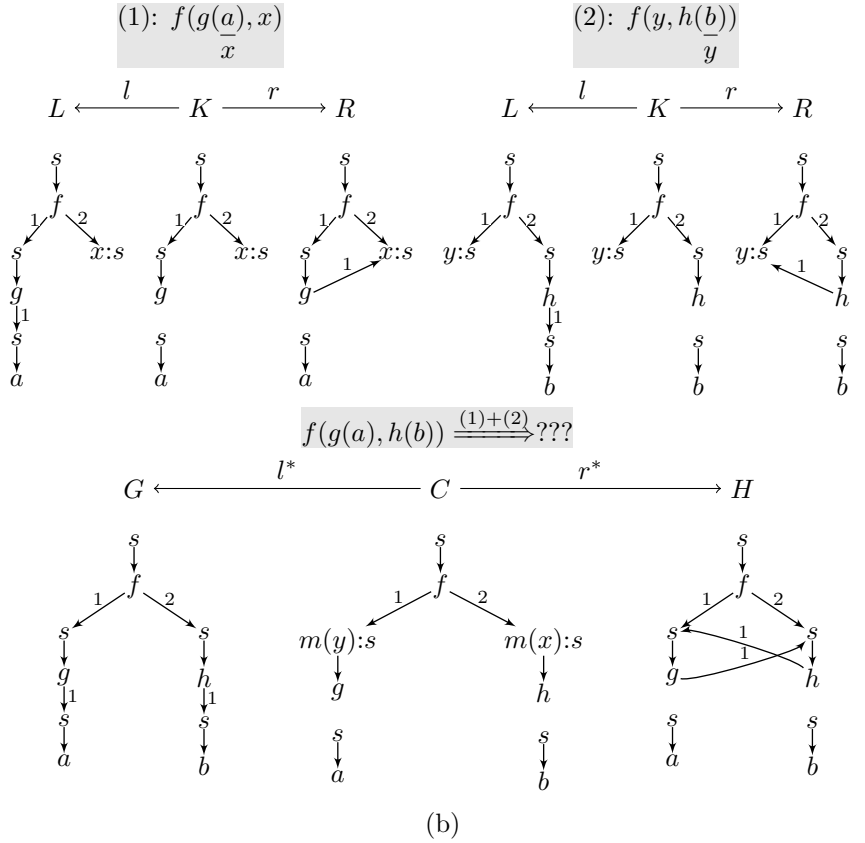 (1): f(g(a), x) (2): f(y, h(b))
x y
L l K r R L l K r R
s s s s s s
f f f f f f
1 2 1 2 1 2 1 2 1 2 1 2
s x:s s x:s s x:s y:s s y:s s y:s s
g g g 1 h h 1 h
1 1
s s s s s s
a a a b b b
f(g(a), h(b)) (1)+(2) ⟹ ???
G l* C r* H
s s s
f f f
1 2 1 2 1 2
s s m(y):s m(x):s s s
g h g h g 1 1 h
1 1
s s s s s s
a b a b a b
(b)